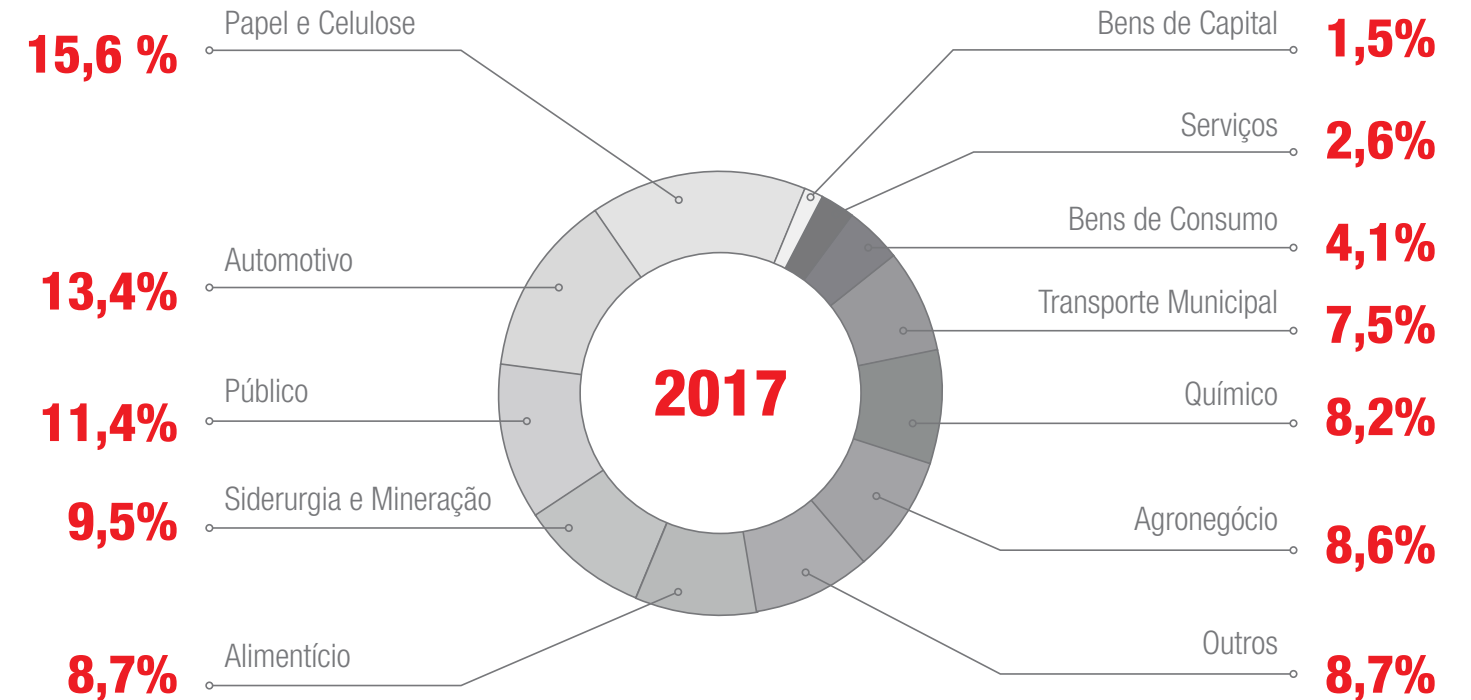 Papel e Celulose
15,6 %
Automotivo
13,4%
Público
11,4%
Siderurgia e Mineração
9,5%
Alimentício
8,7%
2017
Bens de Capital
1,5%
Serviços
2,6%
Bens de Consumo
4,1%
Transporte Municipal
7,5%
Químico
8,2%
Agronegócio
8,6%
Outros
8,7%